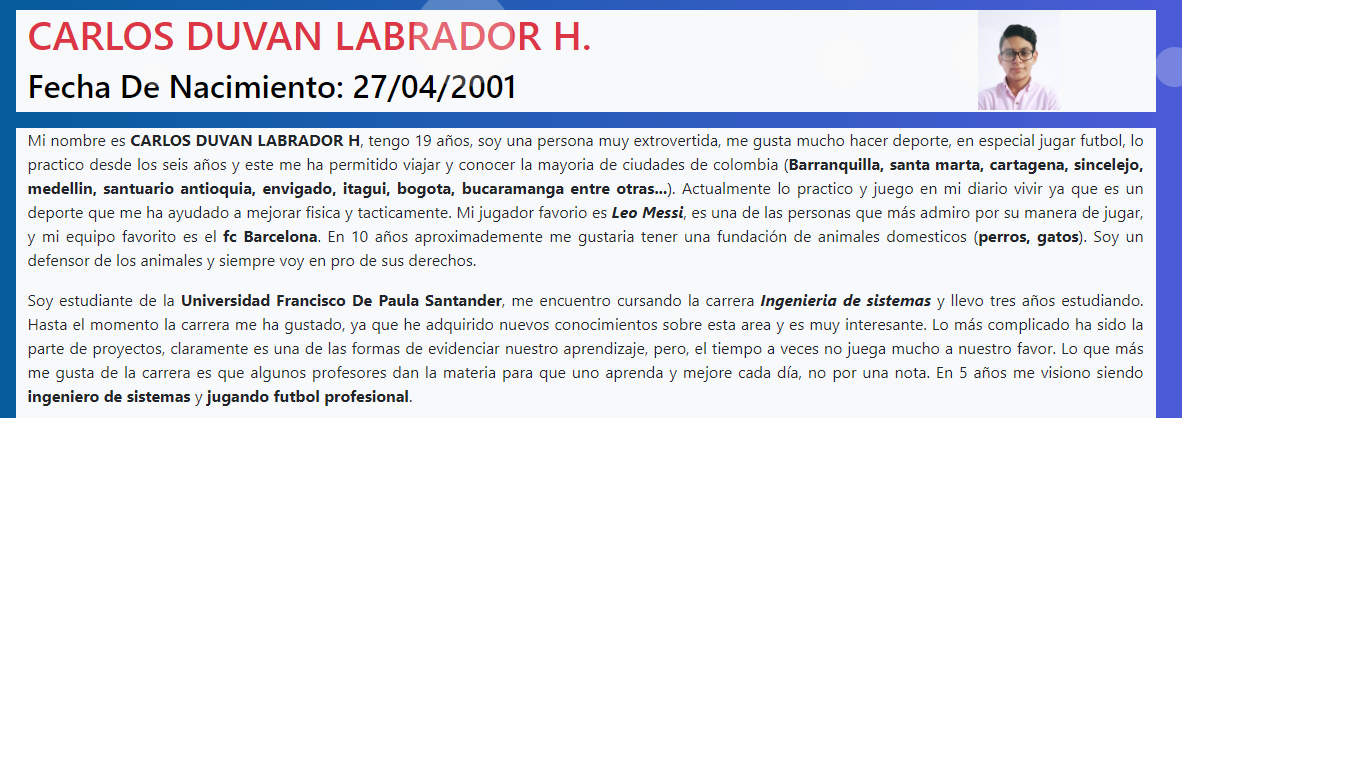 CARLOS DUVAN LABRADOR H.
Fecha De Nacimiento: 27/04/2001
Mi nombre es CARLOS DUVAN LABRADOR H, tengo 19 años, soy una persona muy extrovertida, me gusta mucho hacer deporte, en especial jugar futbol, lo
practico desde los seis años y este me ha permitido viajar y conocer la mayoria de ciudades de colombia (Barranquilla, santa marta, cartagena, sincelejo,
medellin, santuario antioquia, envigado, itagui, bogota, bucaramanga entre otras...). Actualmente lo practico y juego en mi diario vivir ya que es un
deporte que me ha ayudado a mejorar fisica y tacticamente. Mi jugador favorio es Leo Messi, es una de las personas que más admiro por su manera de jugar,
y mi equipo favorito es el fc Barcelona. En 10 años aproximademente me gustaria tener una fundación de animales domesticos (perros, gatos). Soy un
defensor de los animales y siempre voy en pro de sus derechos.
Soy estudiante de la Universidad Francisco De Paula Santander, me encuentro cursando la carrera Ingenieria de sistemas y llevo tres años estudiando.
Hasta el momento la carrera me ha gustado, ya que he adquirido nuevos conocimientos sobre esta area y es muy interesante. Lo más complicado ha sido la
parte de proyectos, claramente es una de las formas de evidenciar nuestro aprendizaje, pero, el tiempo a veces no juega mucho a nuestro favor. Lo que más
me gusta de la carrera es que algunos profesores dan la materia para que uno aprenda y mejore cada día, no por una nota. En 5 años me visiono siendo
ingeniero de sistemas y jugando futbol profesional.